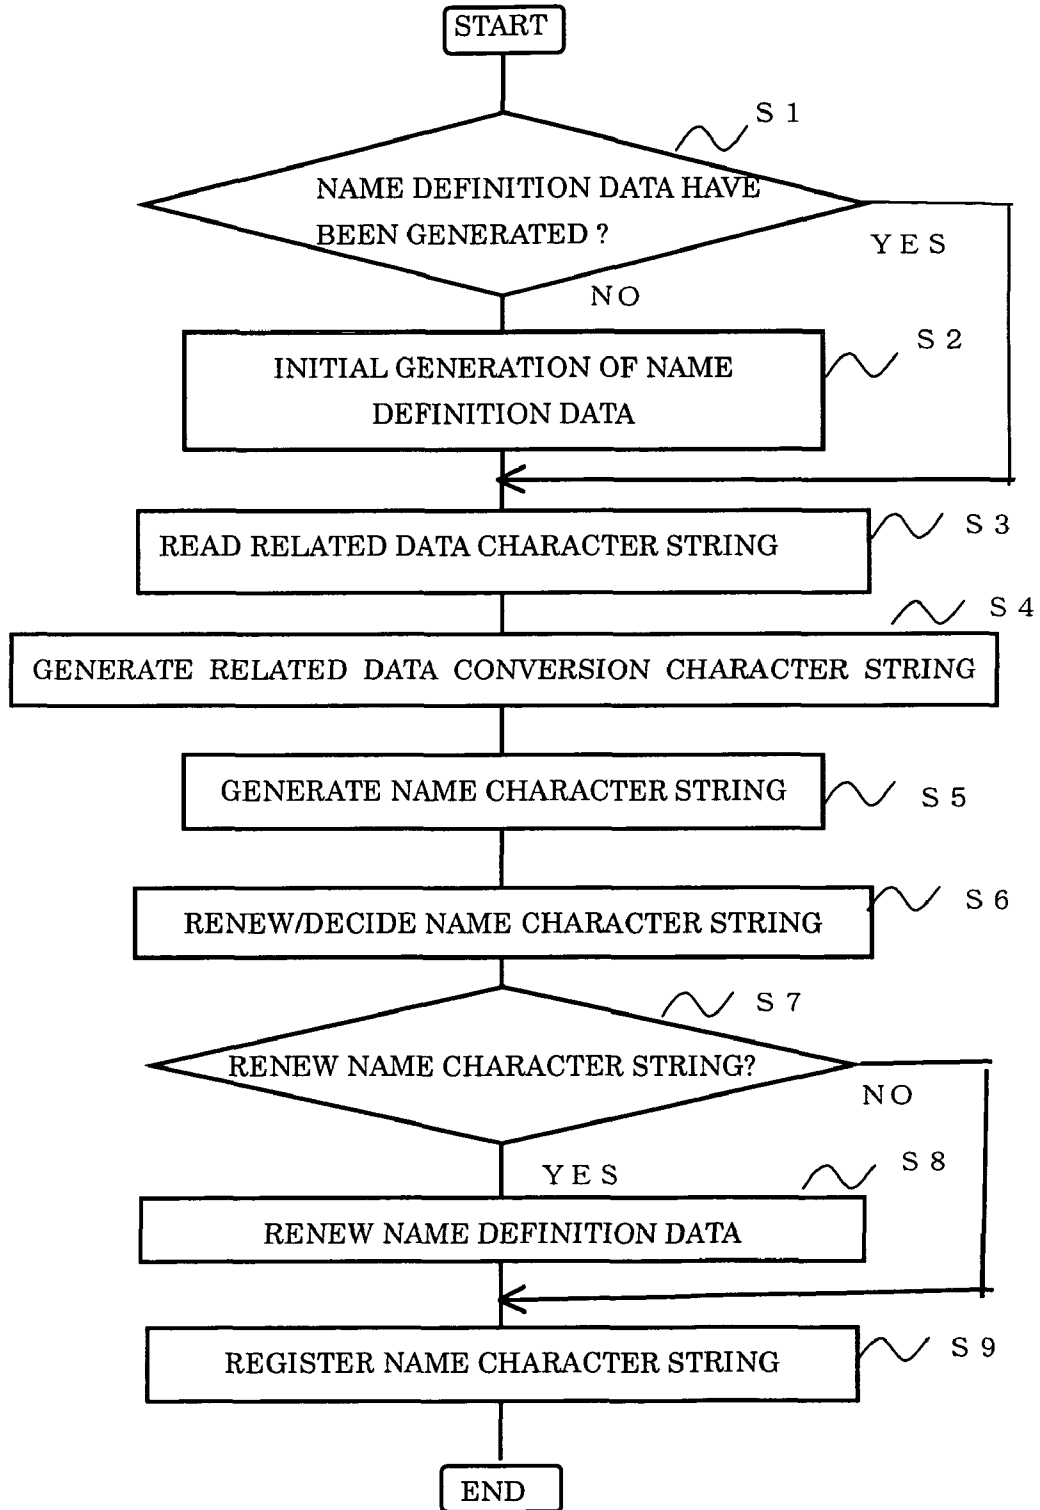 START
S 1
NAME DEFINITION DATA HAVE
BEEN GENERATED ?
YES
NO
S 2
INITIAL GENERATION OF NAME
DEFINITION DATA
S 3
READ RELATED DATA CHARACTER STRING
S 4
GENERATE RELATED DATA CONVERSION CHARACTER STRING
GENERATE NAME CHARACTER STRING
S 5
S 6
RENEW/DECIDE NAME CHARACTER STRING
S 7
RENEW NAME CHARACTER STRING?
NO
YES
S 8
RENEW NAME DEFINITION DATA
REGISTER NAME CHARACTER STRING
S 9
END